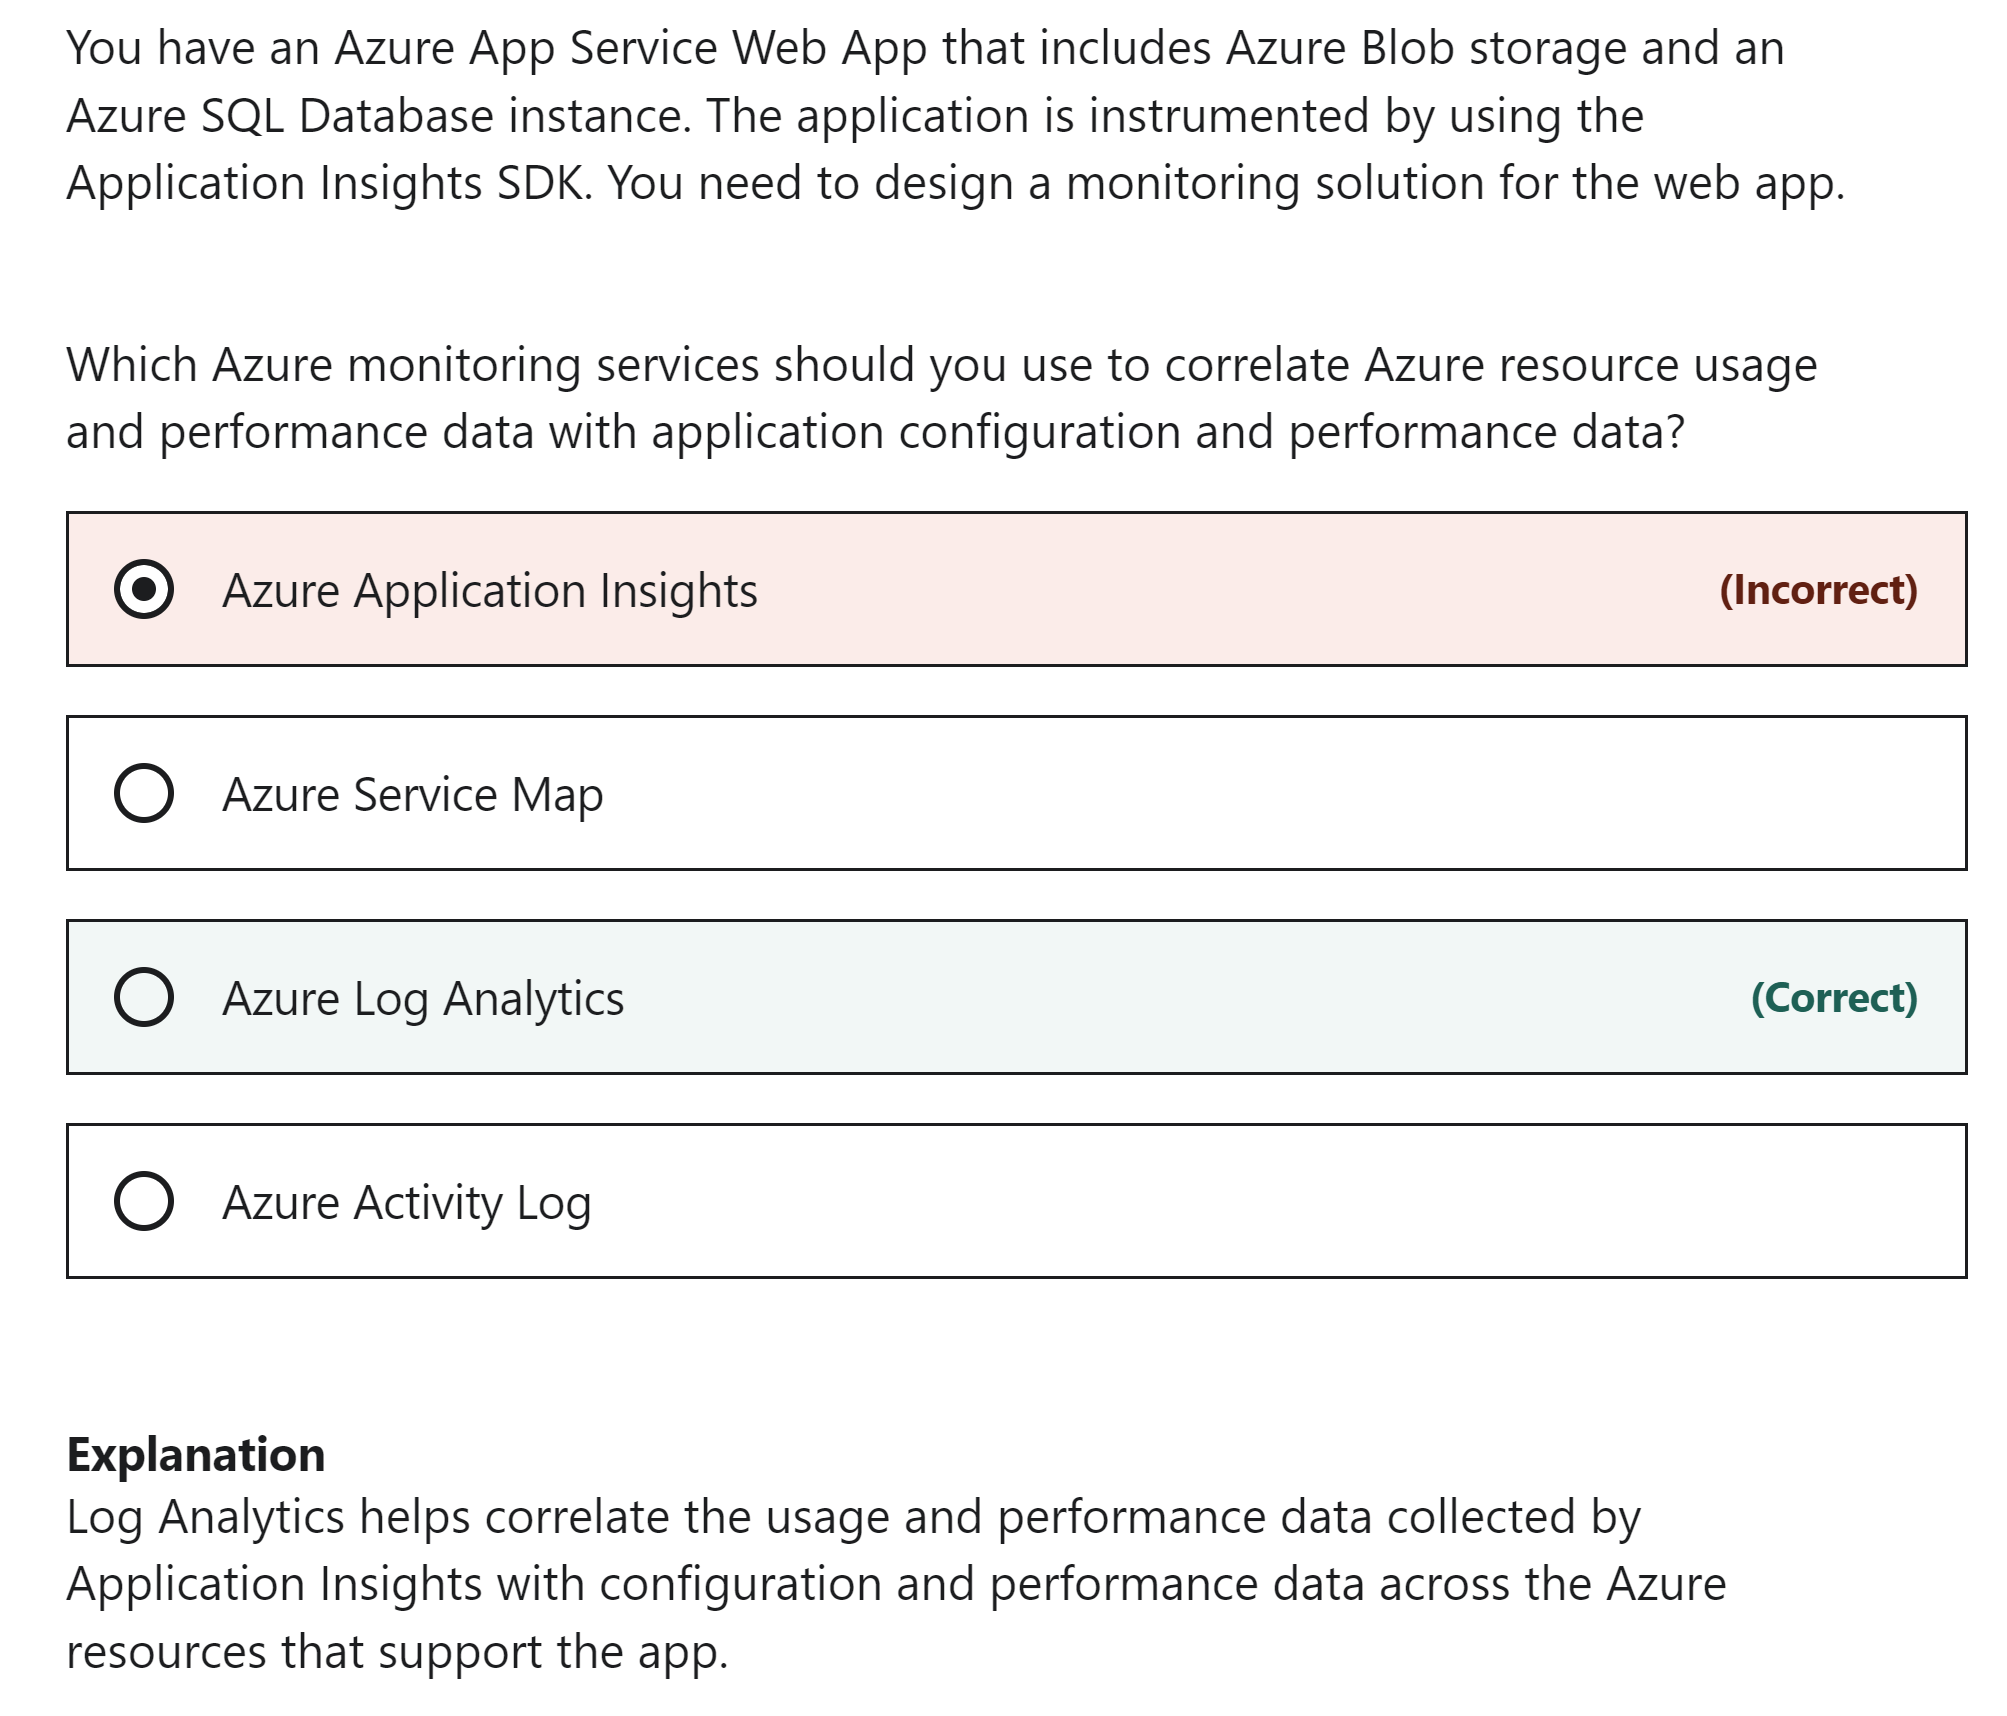 You have an Azure App Service Web App that includes Azure Blob storage and an
Azure SQL Database instance. The application is instrumented by using the
Application Insights SDK. You need to design a monitoring solution for the web app.
Which Azure monitoring services should you use to correlate Azure resource usage
and performance data with application configuration and performance data?
Azure Application Insights (Incorrect)
Azure Service Map
Azure Log Analytics (Correct)
Azure Activity Log
Explanation
Log Analytics helps correlate the usage and performance data collected by
Application Insights with configuration and performance data across the Azure
resources that support the app.